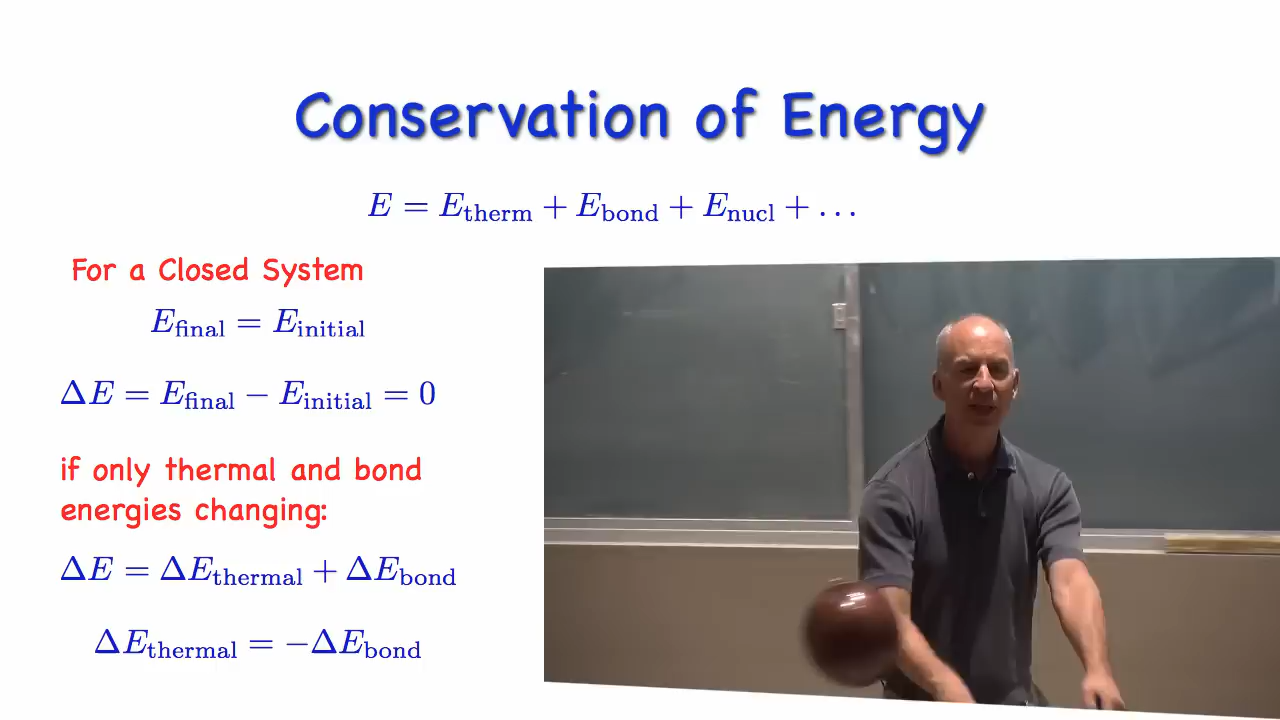 Conservation of Energy
E = E_therm + E_bond + E_nucl + …
For a Closed System
E_final = E_initial
ΔE = E_final − E_initial = 0
if only thermal and bond
energies changing:
ΔE = ΔE_thermal + ΔE_bond
ΔE_thermal = −ΔE_bond